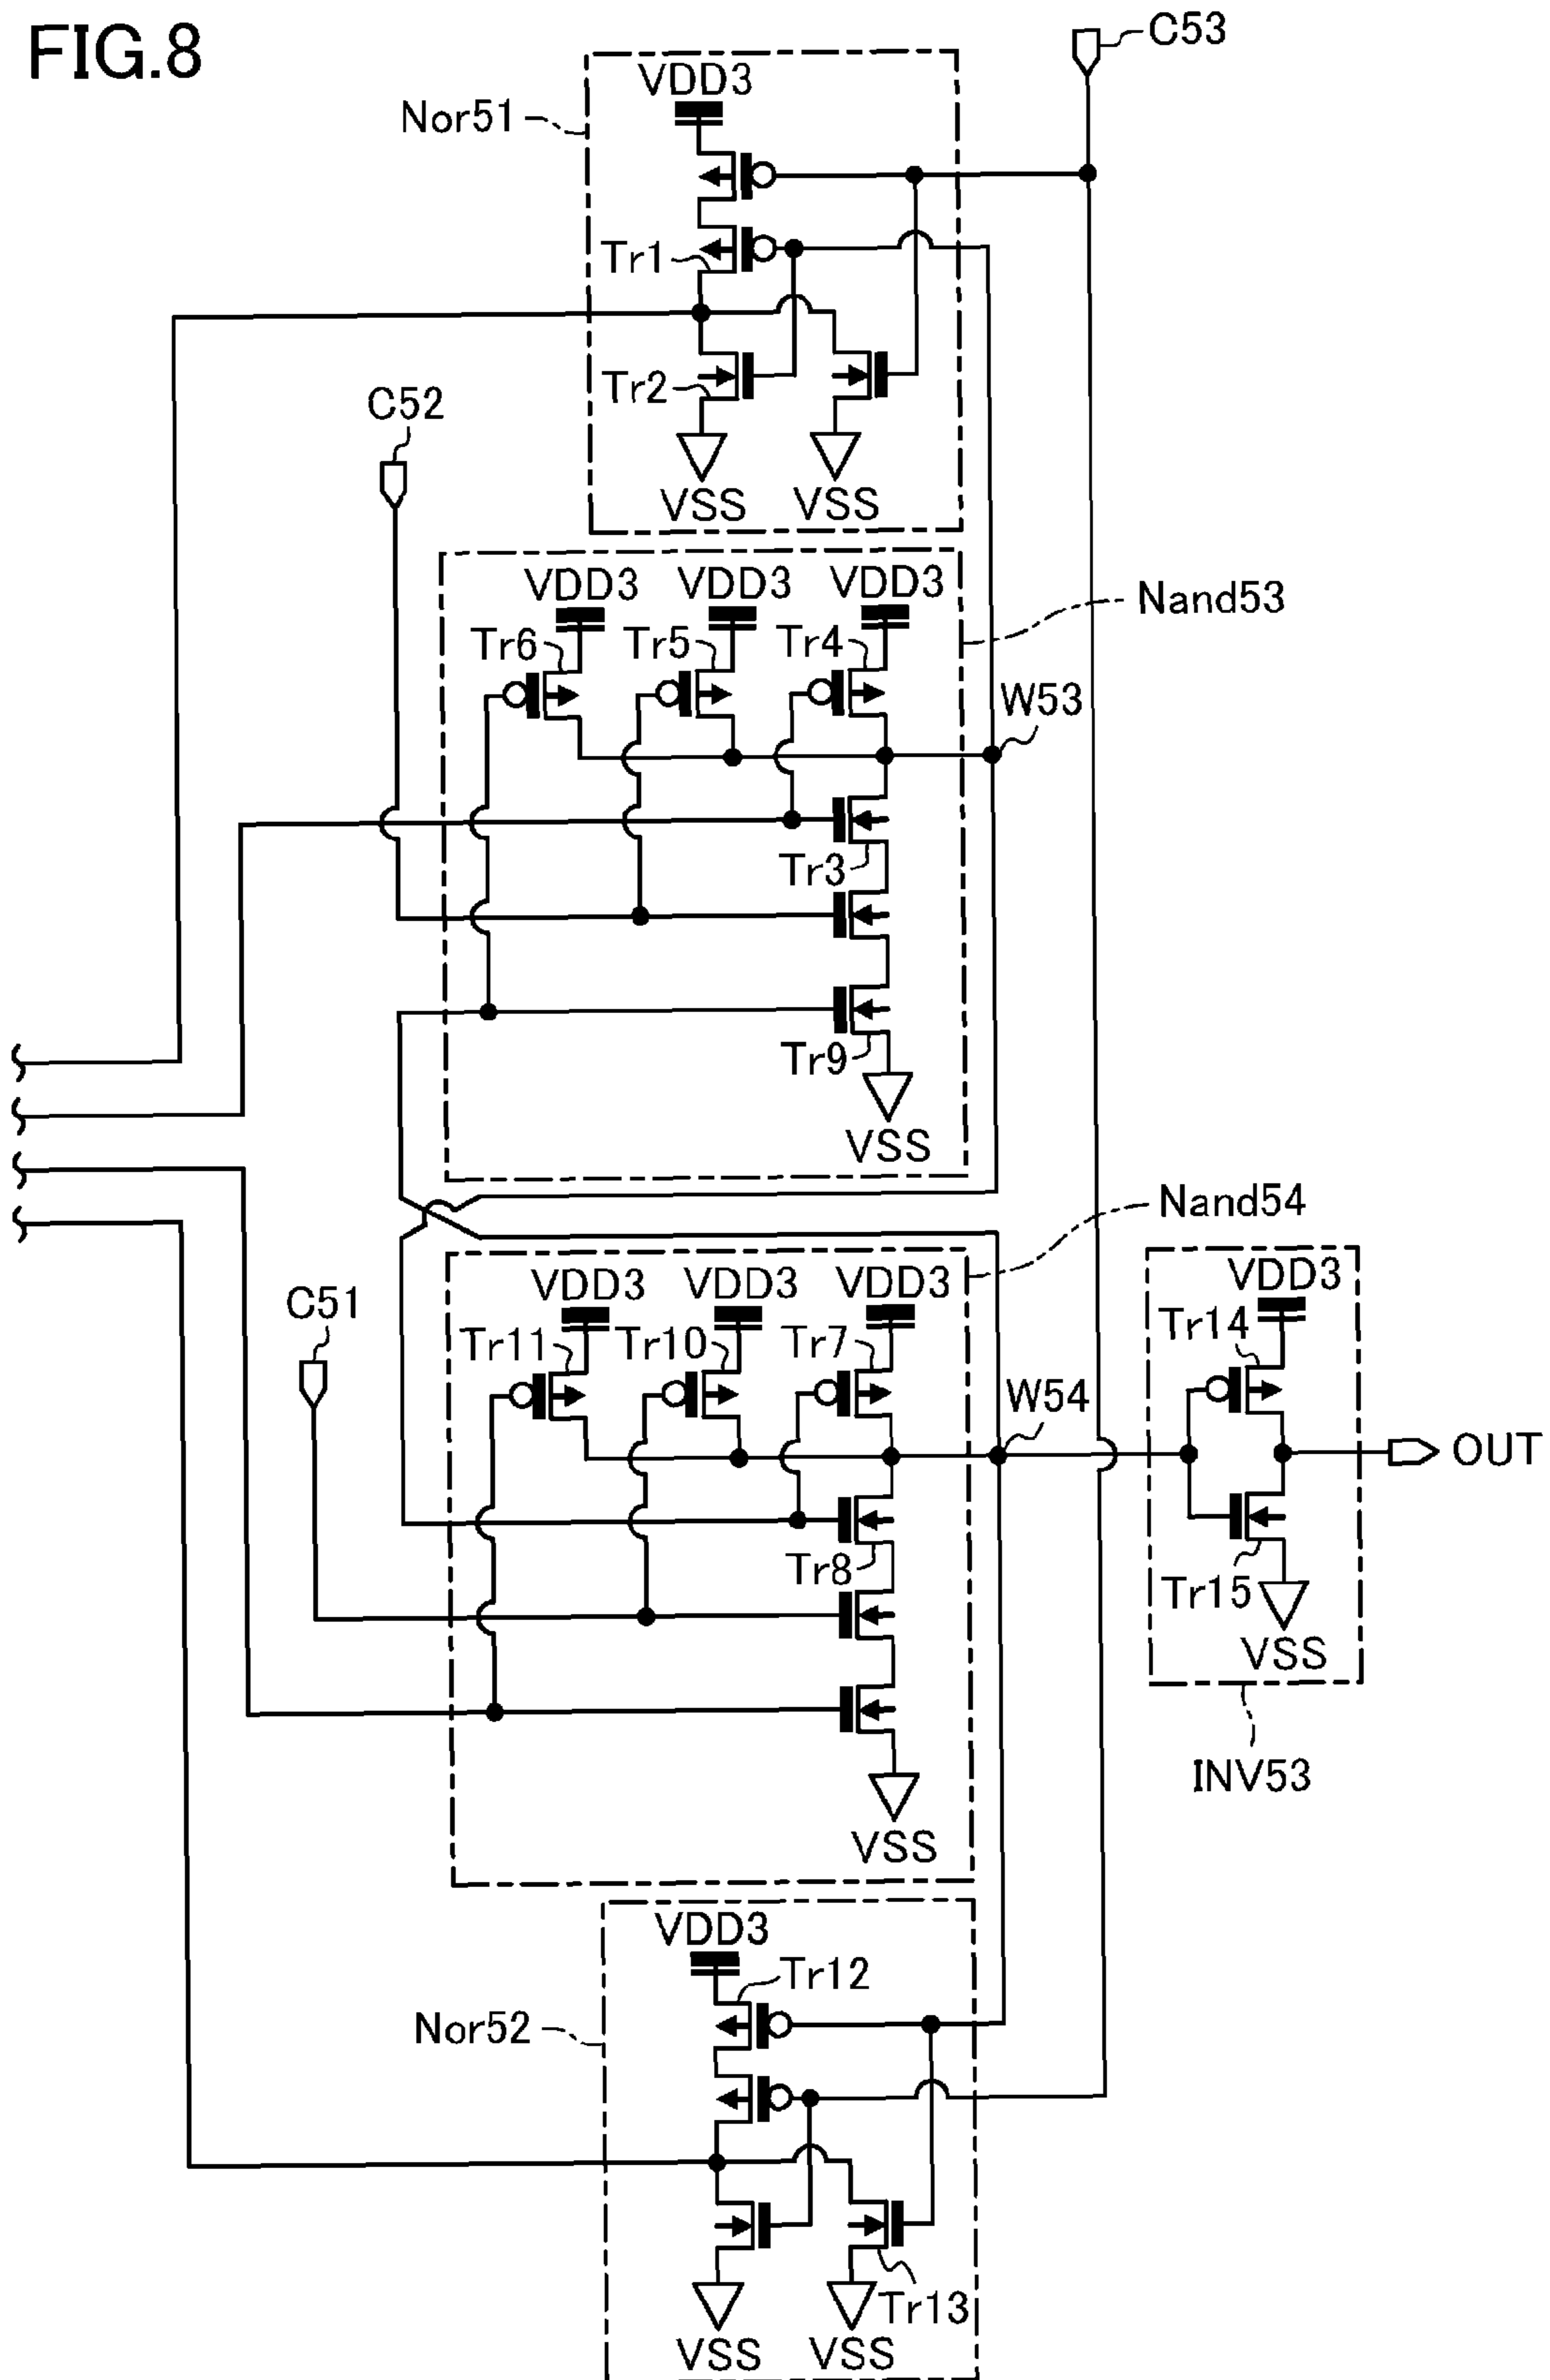 FIG.8
C53
VDD3
Nor51
Tr1
Tr2
C52
VSS
VSS
VDD3
VDD3
VDD3
Nand53
Tr6
Tr5
Tr4
W53
Tr3
Tr9
VSS
Nand54
C51
VDD3
VDD3
VDD3
VDD3
Tr11
Tr10
Tr7
Tr14
W54
OUT
Tr8
Tr15
VSS
INV53
VSS
VDD3
Tr12
Nor52
Tr13
VSS
VSS